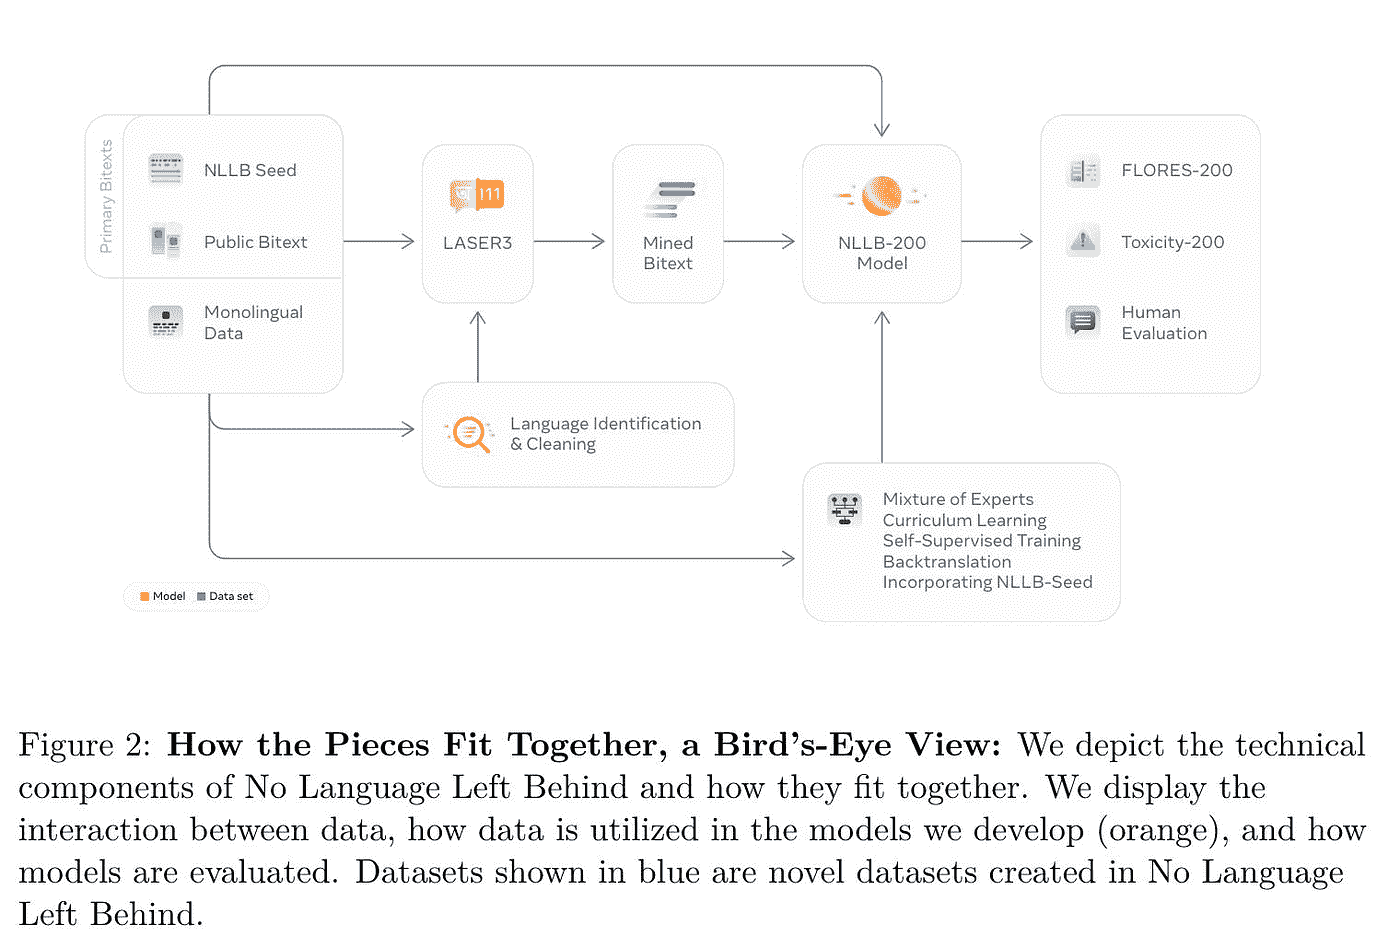 Primary Bitexts
NLLB Seed
Public Bitext
Monolingual
Data
LASER3
Mined
Bitext
NLLB-200
Model
FLORES-200
Toxicity-200
Human
Evaluation
Language Identification
& Cleaning
Mixture of Experts
Curriculum Learning
Self-Supervised Training
Backtranslation
Incorporating NLLB-Seed
Model Data set
Figure 2: How the Pieces Fit Together, a Bird's-Eye View: We depict the technical
components of No Language Left Behind and how they fit together. We display the
interaction between data, how data is utilized in the models we develop (orange), and how
models are evaluated. Datasets shown in blue are novel datasets created in No Language
Left Behind.